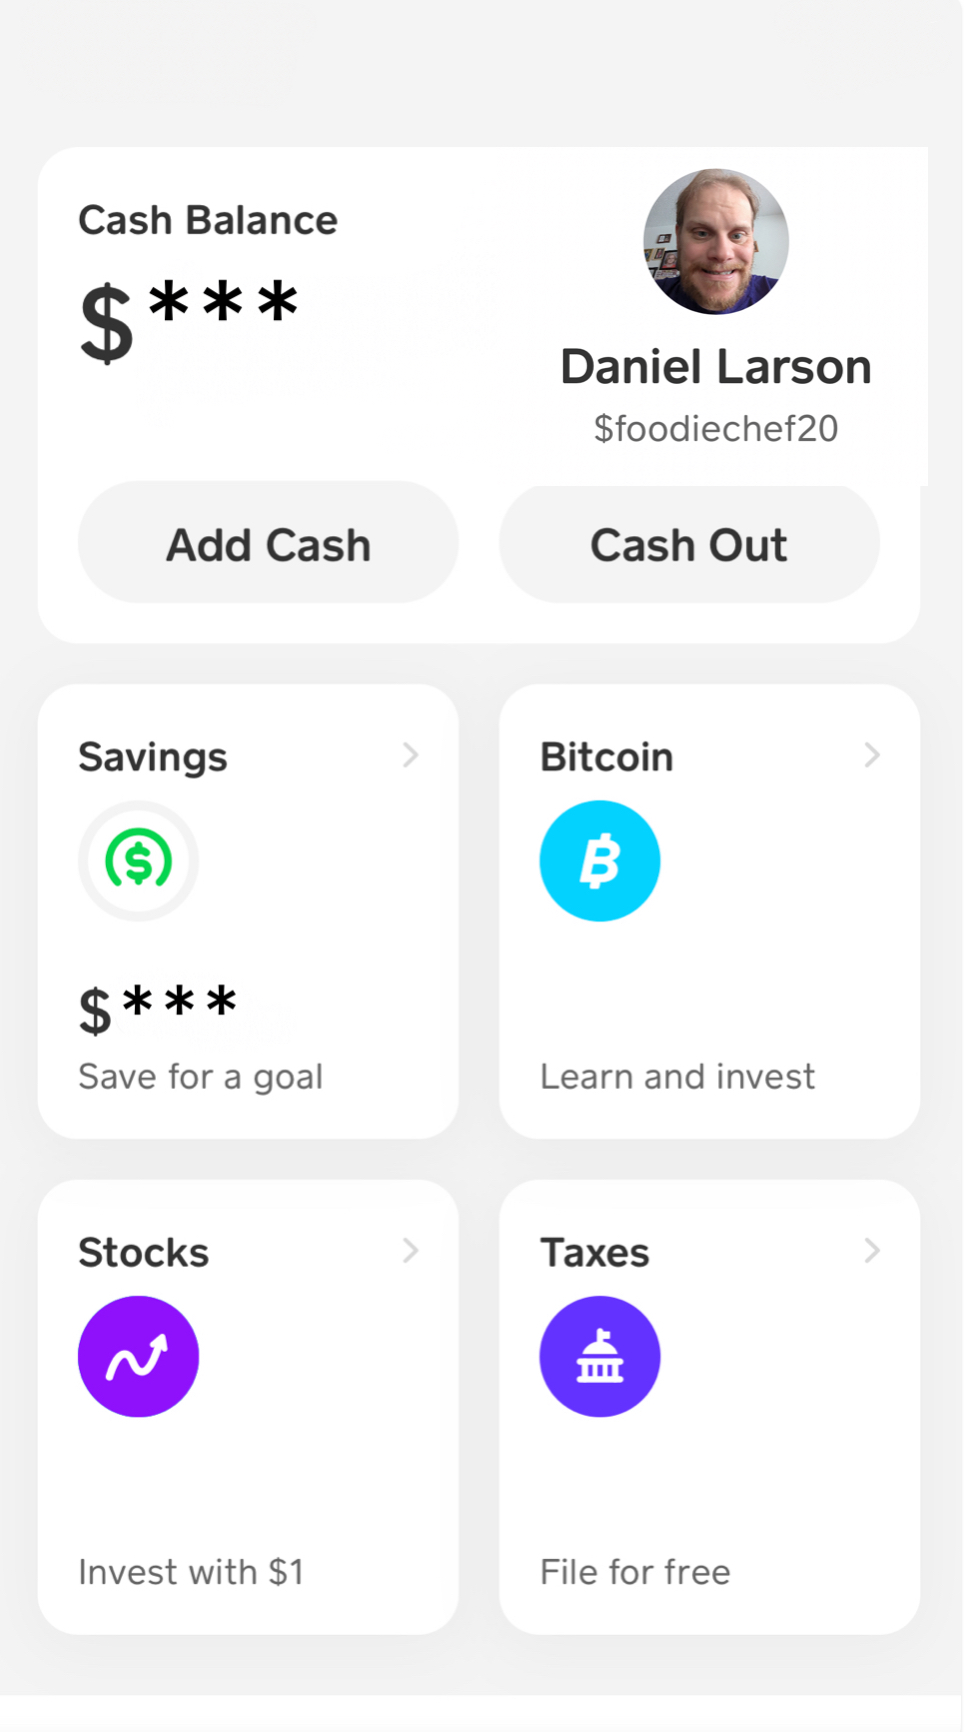 Cash Balance
$***
Daniel Larson
$foodiechef20
Add Cash
Cash Out
Savings
$***
Save for a goal
Bitcoin
Learn and invest
Stocks
Invest with $1
Taxes
File for free